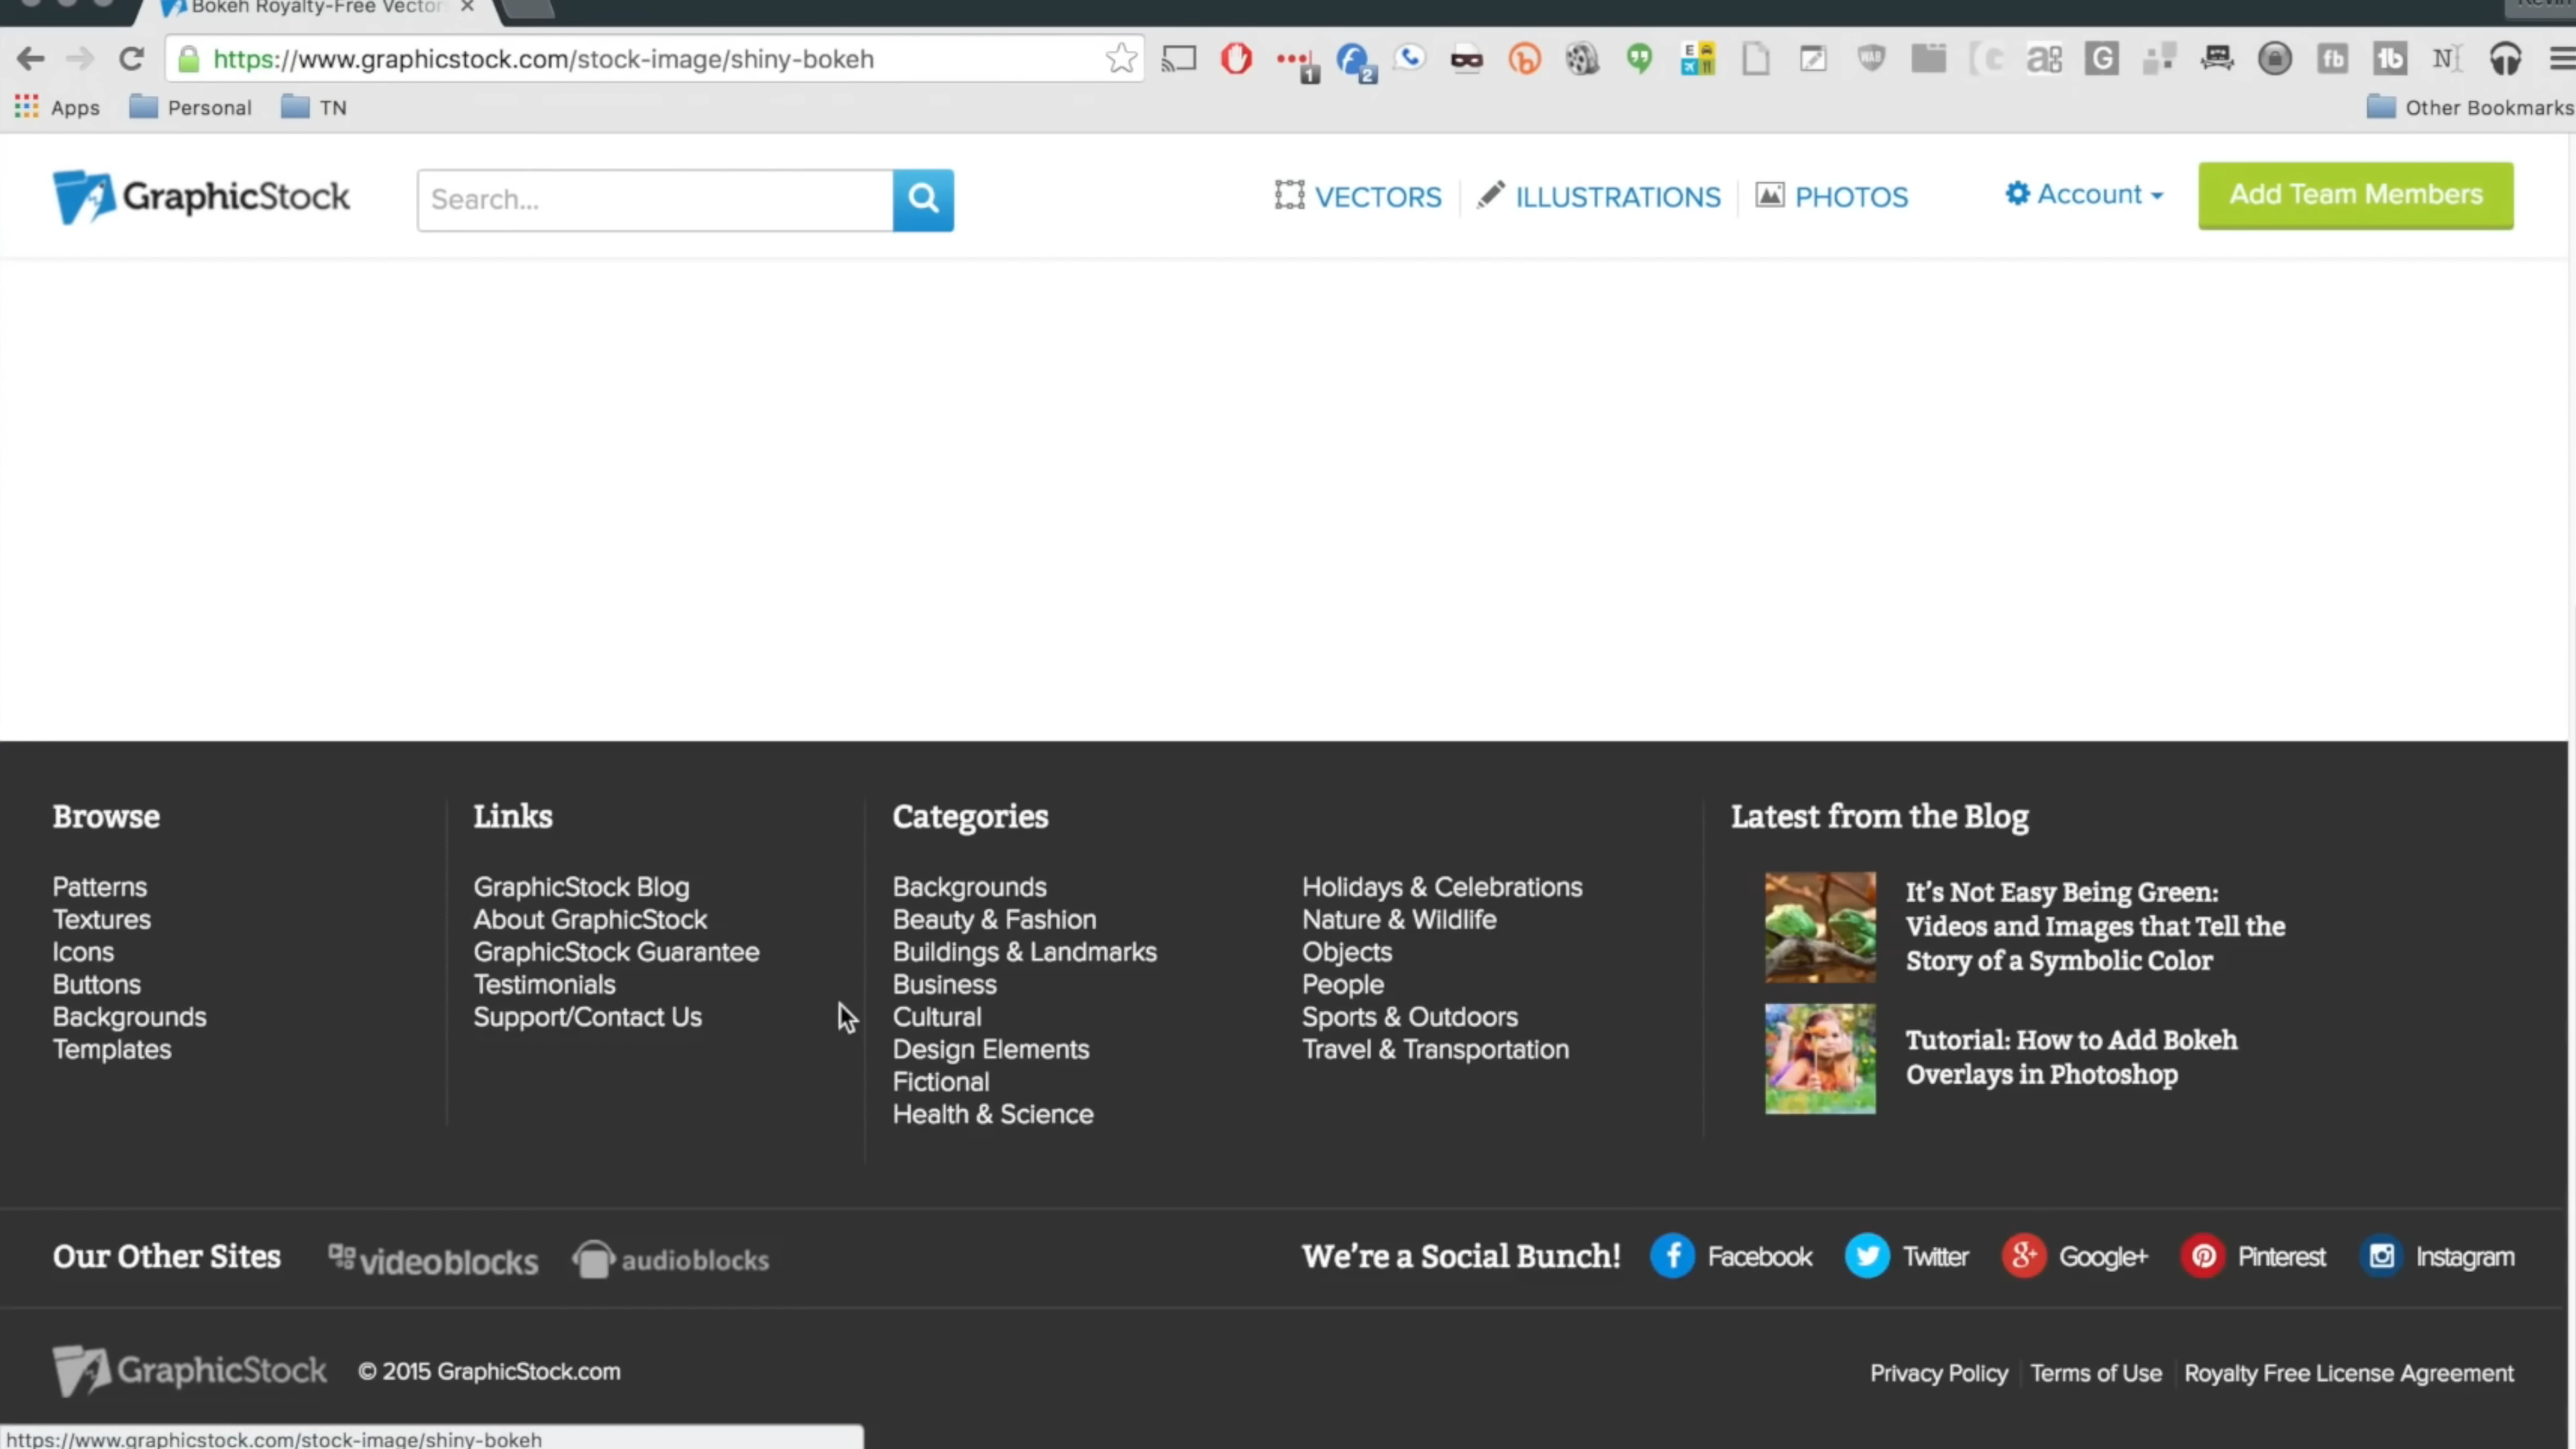 Bokeh Royalty-Free Vector
https://www.graphicstock.com/stock-image/shiny-bokeh
Apps Personal TN Other Bookmarks
GraphicStock Search... VECTORS ILLUSTRATIONS PHOTOS Account Add Team Members
Browse
Patterns
Textures
Icons
Buttons
Backgrounds
Templates
Links
GraphicStock Blog
About GraphicStock
GraphicStock Guarantee
Testimonials
Support/Contact Us
Categories
Backgrounds
Beauty & Fashion
Buildings & Landmarks
Business
Cultural
Design Elements
Fictional
Health & Science
Holidays & Celebrations
Nature & Wildlife
Objects
People
Sports & Outdoors
Travel & Transportation
Latest from the Blog
It's Not Easy Being Green:
Videos and Images that Tell the
Story of a Symbolic Color
Tutorial: How to Add Bokeh
Overlays in Photoshop
Our Other Sites videoblocks audioblocks We're a Social Bunch! Facebook Twitter Google+ Pinterest Instagram
GraphicStock © 2015 GraphicStock.com Privacy Policy Terms of Use Royalty Free License Agreement
https://www.graphicstock.com/stock-image/shiny-bokeh